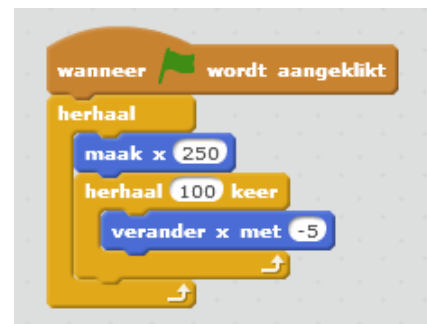 wanneer wordt aangeklikt
herhaal
maak x 250
herhaal 100 keer
verander x met -5